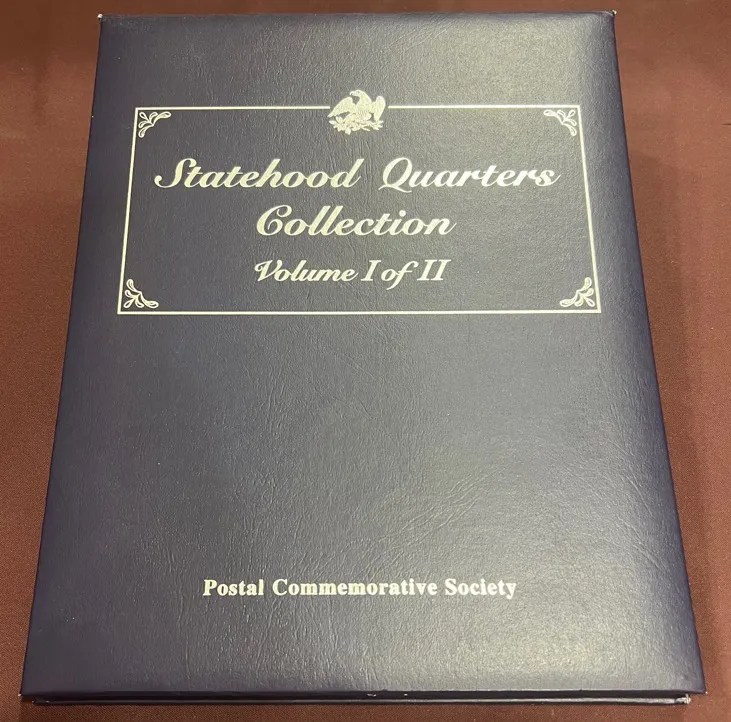 Statehood Quarters
Collection
Volume I of II
Postal Commemorative Society